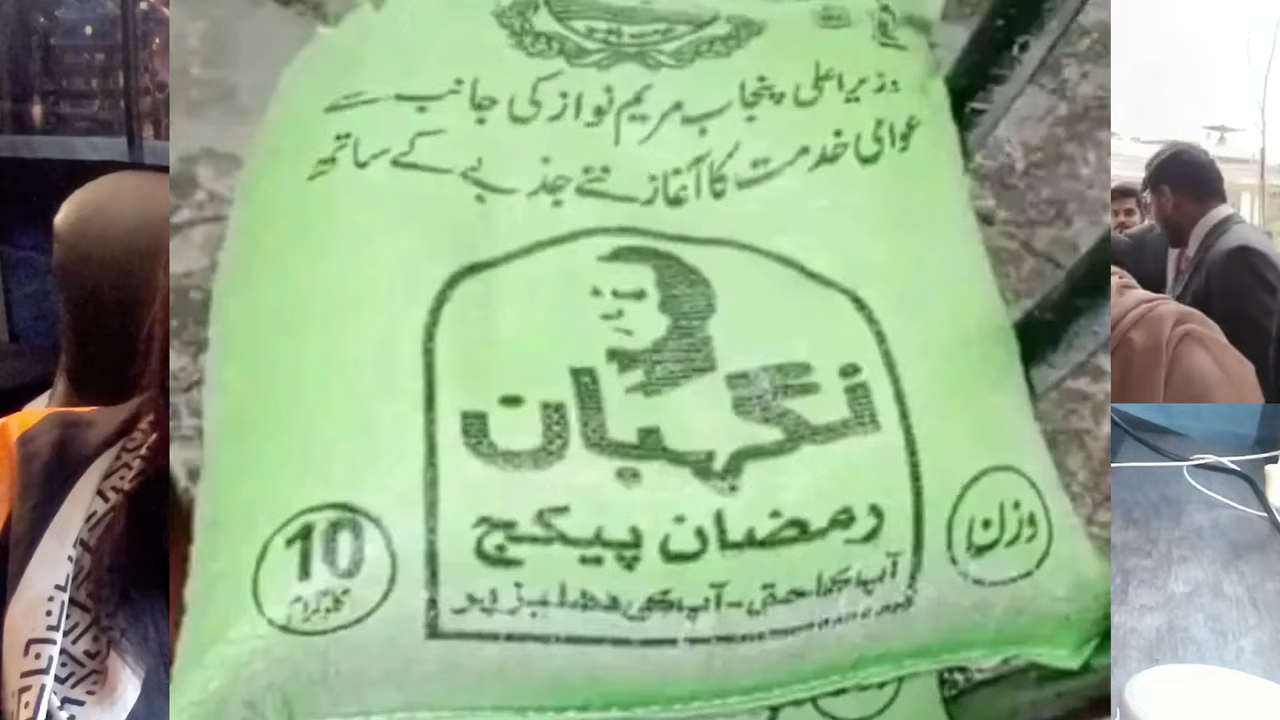 وزیراعلی پنجاب مریم نواز کی جانب سے
عوامی خدمت کا آغاز نئے جذبے کے ساتھ
نگہبان
رمضان پیکج
آپ کا حق - آپ کی دہلیز پر
وزن
10
کلوگرام